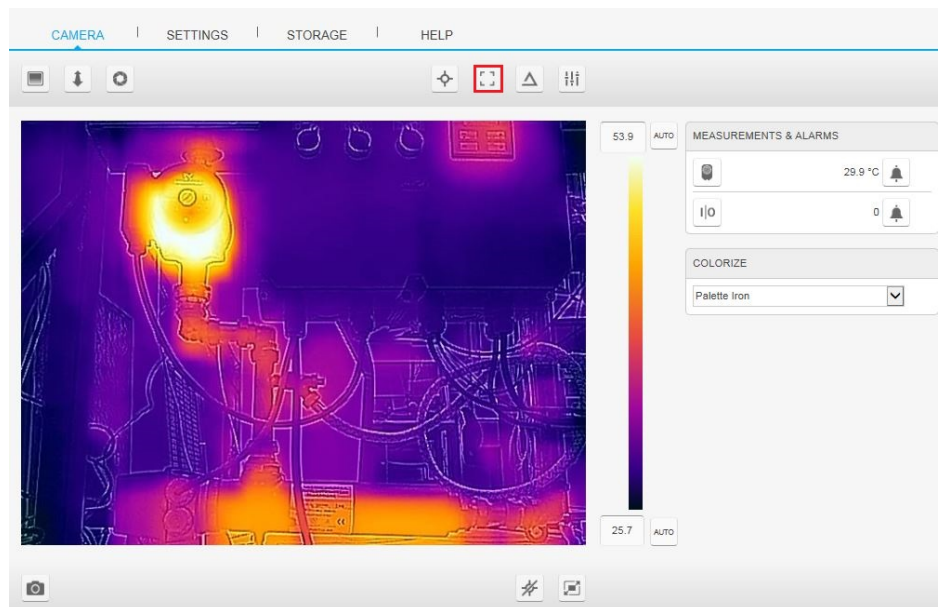 CAMERA
SETTINGS
STORAGE
HELP
53.9 AUTO
MEASUREMENTS & ALARMS
29.9 °C
I|O 0
COLORIZE
Palette Iron
25.7 AUTO